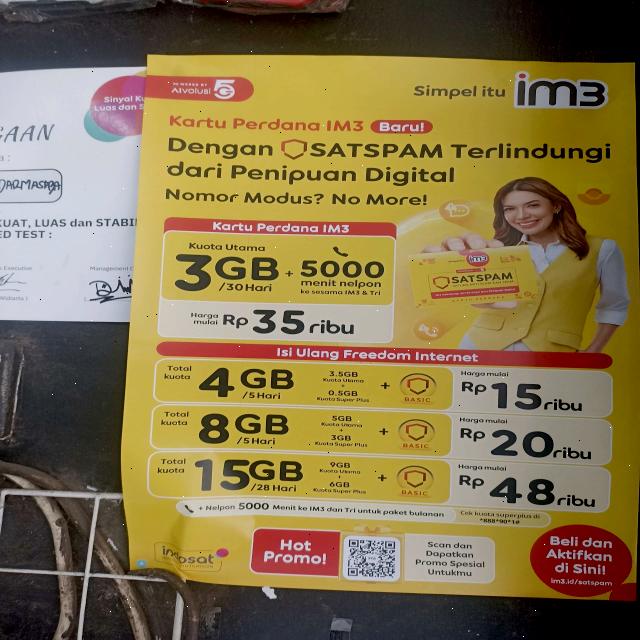 POWERED BY
AIvolusi5G
Simpel itu im3
Kartu Perdana IM3 Baru!
Dengan SATSPAM Terlindungi
dari Penipuan Digital
Nomor Modus? No More!
Kartu Perdana IM3
Kuota Utama
3GB /30 Hari + 5000
menit nelpon
ke sesama IM3 & Tri
Harga mulai Rp 35 ribu
im3
SATSPAM
Isi Ulang Freedom Internet
Total kuota 4GB /5 Hari 3.5GB Kuota Utama + 0.5GB Kuota Super Plus + BASIC Harga mulai Rp 15 ribu
Total kuota 8GB /5 Hari 5GB Kuota Utama + 3GB Kuota Super Plus + BASIC Harga mulai Rp 20 ribu
Total kuota 15GB /28 Hari 9GB Kuota Utama + 6GB Kuota Super Plus + BASIC Harga mulai Rp 48 ribu
+ Nelpon 5000 Menit ke IM3 dan Tri untuk paket bulanan
Cek kuota superplus di
*888*90*1#
indosat
Hot
Promo!
Scan dan
Dapatkan
Promo Spesial
Untukmu
Beli dan
Aktifkan
di Sini!
im3.id/satspam
Sinyal Ku
Luas dan S
GAAN
KUAT, LUAS dan STABI
ED TEST :
Executive
Management